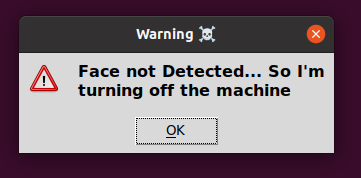 Warning ☠
Face not Detected... So I'm
turning off the machine
OK